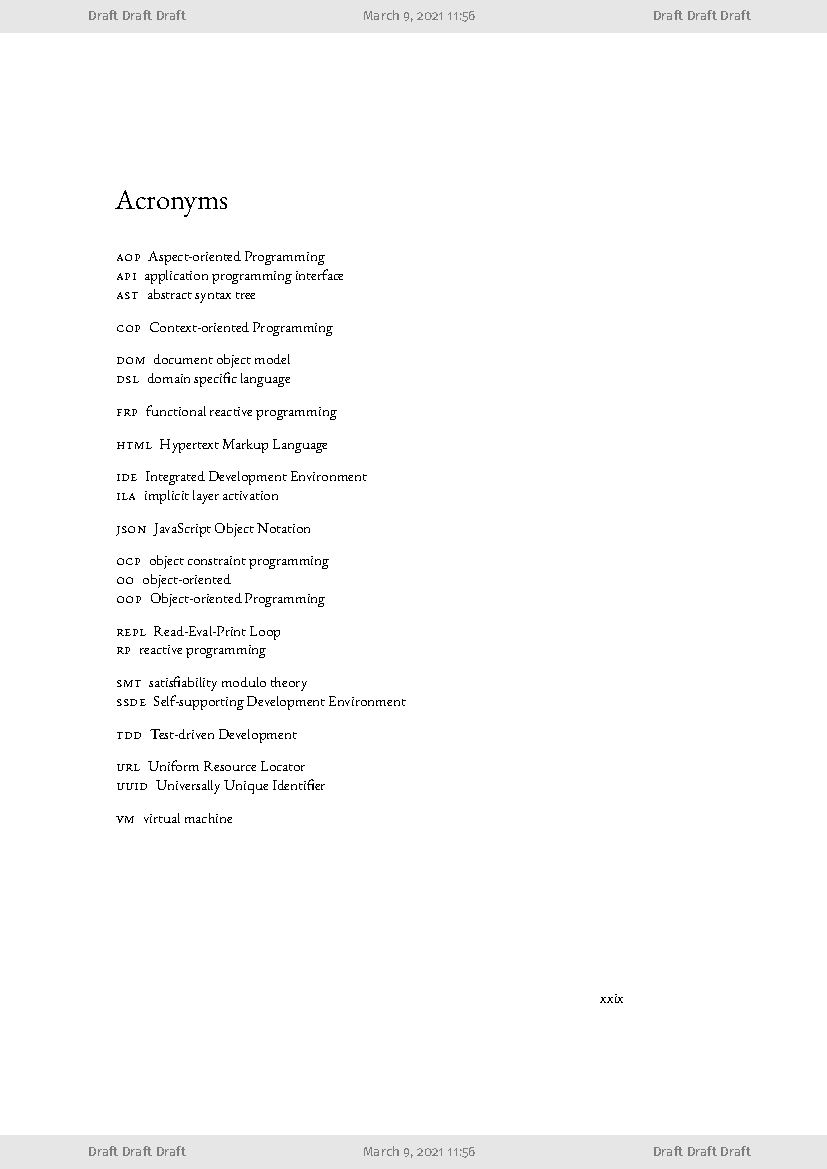 Draft Draft Draft March 9, 2021 11:56 Draft Draft Draft
Acronyms
AOP Aspect-oriented Programming
API application programming interface
AST abstract syntax tree
COP Context-oriented Programming
DOM document object model
DSL domain specific language
FRP functional reactive programming
HTML Hypertext Markup Language
IDE Integrated Development Environment
ILA implicit layer activation
JSON JavaScript Object Notation
OCP object constraint programming
OO object-oriented
OOP Object-oriented Programming
REPL Read-Eval-Print Loop
RP reactive programming
SMT satisfiability modulo theory
SSDE Self-supporting Development Environment
TDD Test-driven Development
URL Uniform Resource Locator
UUID Universally Unique Identifier
VM virtual machine
xxix
Draft Draft Draft March 9, 2021 11:56 Draft Draft Draft